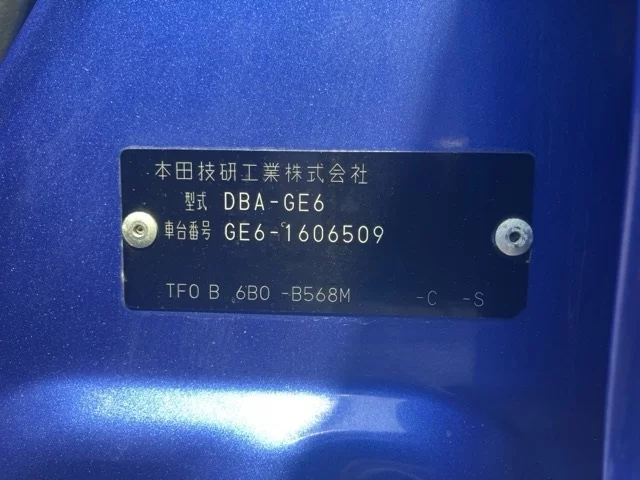 本田技研工業株式会社
型式 DBA-GE6
車台番号 GE6-1606509
TF0 B 6B0 -B568M -C -S